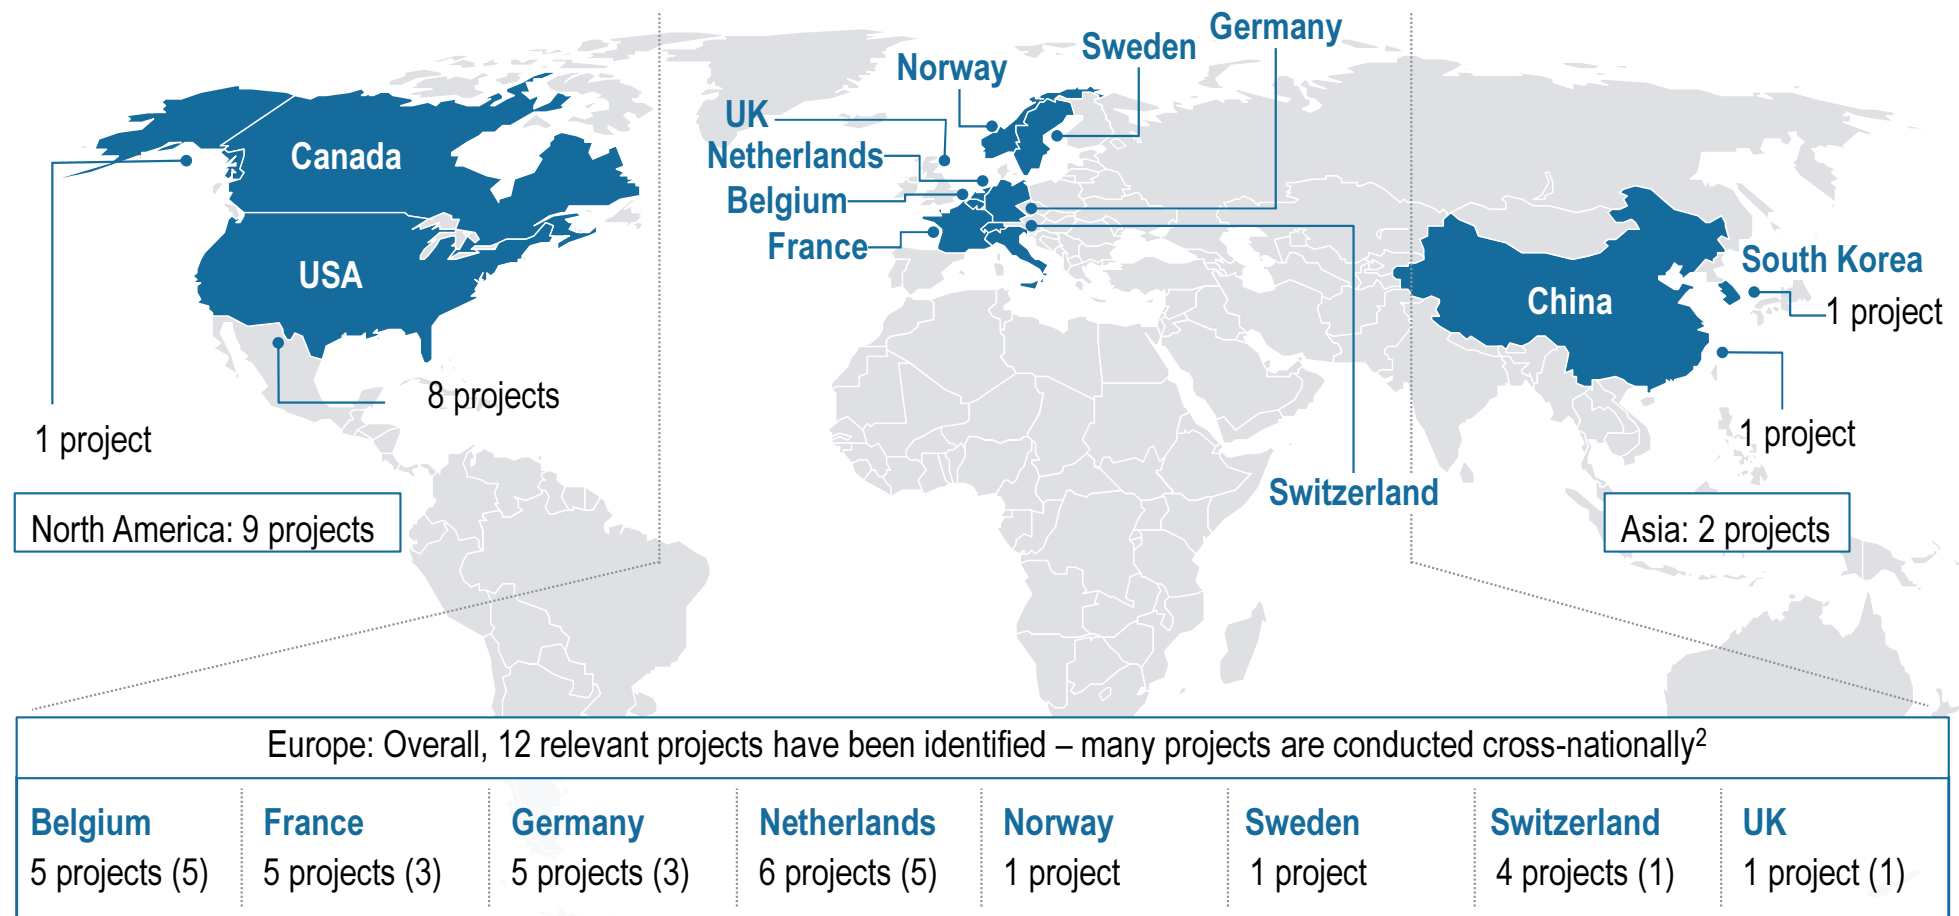 Germany
Sweden
Norway
UK
Netherlands
Belgium
France
Canada
USA
South Korea
1 project
China
8 projects
1 project
1 project
Switzerland
North America: 9 projects
Asia: 2 projects
Europe: Overall, 12 relevant projects have been identified – many projects are conducted cross-nationally2
Belgium
5 projects (5)
France
5 projects (3)
Germany
5 projects (3)
Netherlands
6 projects (5)
Norway
1 project
Sweden
1 project
Switzerland
4 projects (1)
UK
1 project (1)